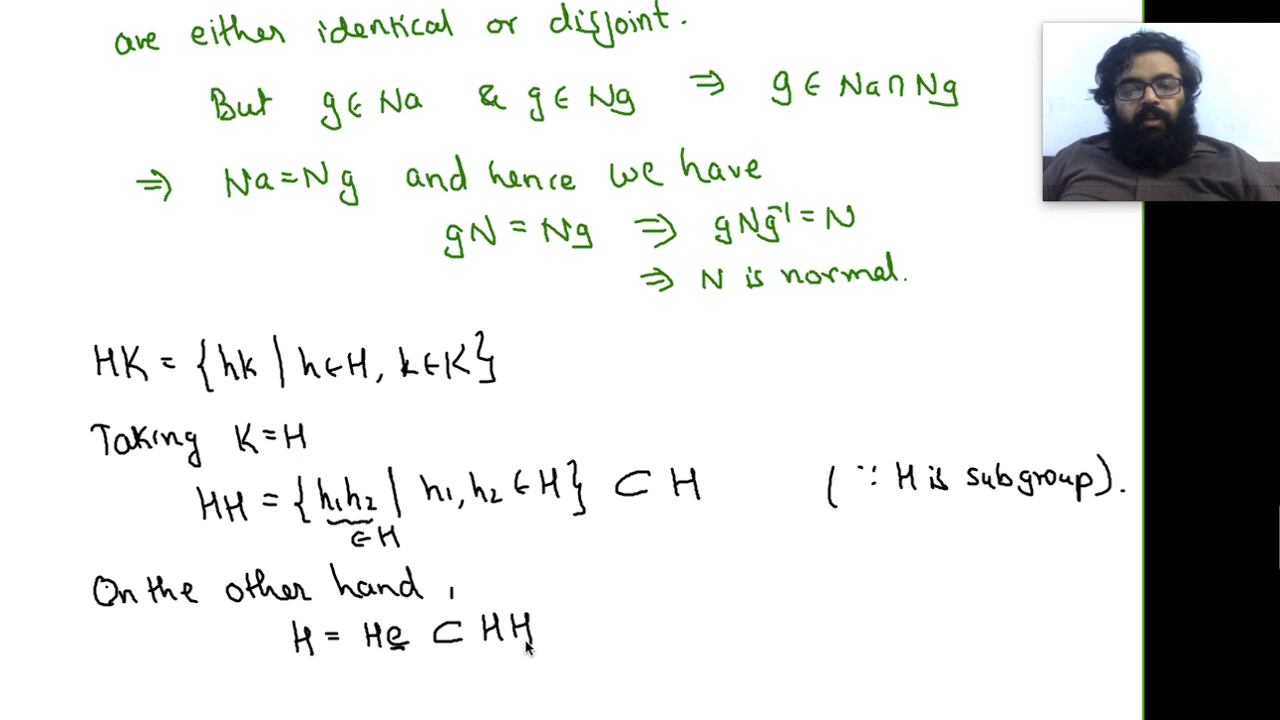 are either identical or disjoint.
But g ∈ Na & g ∈ Ng ⇒ g ∈ Na ∩ Ng
⇒ Na = Ng and hence we have
gN = Ng ⇒ gNg⁻¹ = N
⇒ N is normal.
HK = {hk | h ∈ H, k ∈ K}
Taking K = H
HH = {h₁h₂ | h₁, h₂ ∈ H} ⊂ H (∵ H is subgroup).
∈ H
On the other hand,
H = He ⊂ HH